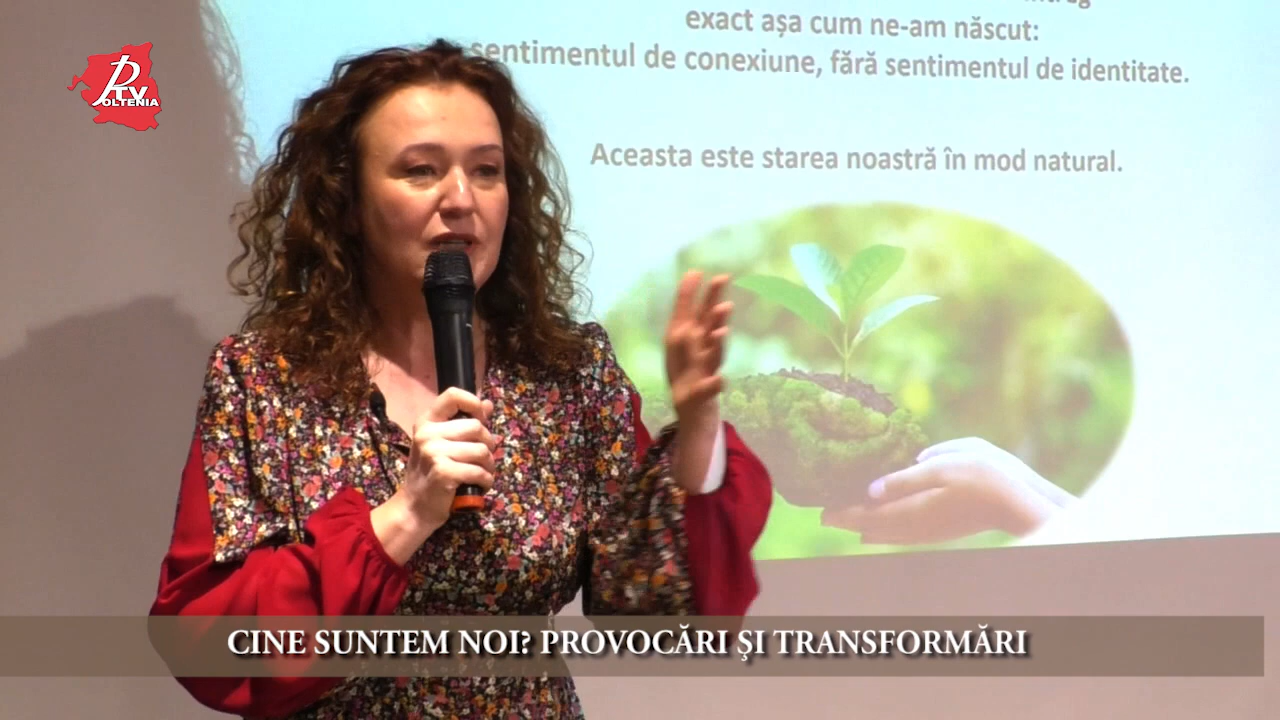 exact așa cum ne-am născut:
sentimentul de conexiune, fără sentimentul de identitate.
Aceasta este starea noastră în mod natural.
TV
OLTENIA
CINE SUNTEM NOI? PROVOCĂRI ŞI TRANSFORMĂRI